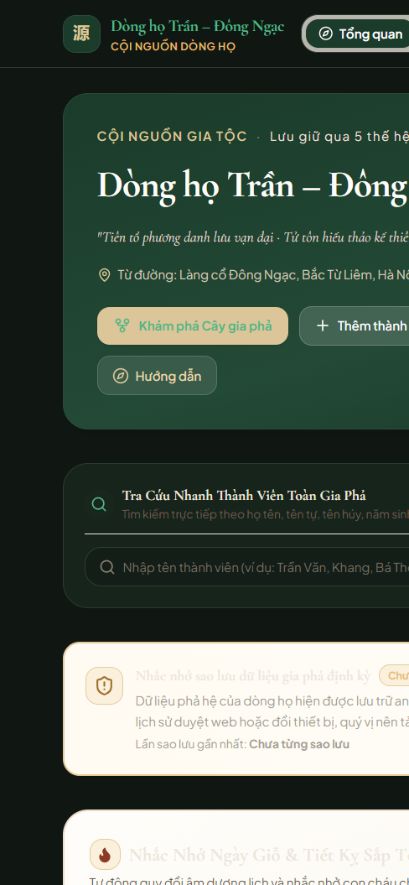 源 Dòng họ Trần – Đông Ngạc
CỘI NGUỒN DÒNG HỌ
Tổng quan
CỘI NGUỒN GIA TỘC · Lưu giữ qua 5 thế hệ
Dòng họ Trần – Đông
"Tiên tổ phương danh lưu vạn đại · Tử tôn hiếu thảo kế thiê
Từ đường: Làng cổ Đông Ngạc, Bắc Từ Liêm, Hà Nộ
Khám phá Cây gia phả
Thêm thành
Hướng dẫn
Tra Cứu Nhanh Thành Viên Toàn Gia Phả
Tìm kiếm trực tiếp theo họ tên, tên tự, tên húy, năm sinh
Nhập tên thành viên (ví dụ: Trần Văn, Khang, Bá Th
Nhắc nhở sao lưu dữ liệu gia phả định kỳ Chư
Dữ liệu phả hệ của dòng họ hiện được lưu trữ an
lịch sử duyệt web hoặc đổi thiết bị, quý vị nên tả
Lần sao lưu gần nhất: Chưa từng sao lưu
Nhắc Nhở Ngày Giỗ & Tiết Kỵ Sắp T
Tự động quy đổi âm dương lịch và nhắc nhở con cháu ch